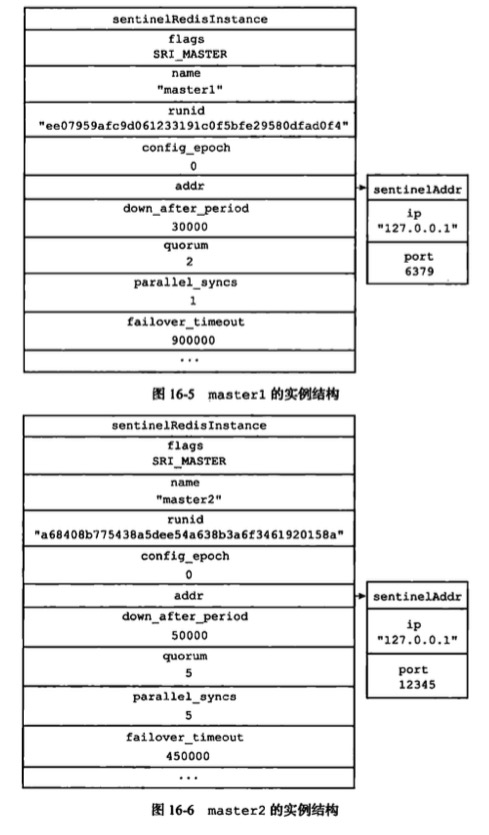 sentinelRedisInstance
flags
SRI_MASTER
name
"master1"
runid
"ee07959afc9d061233191c0f5bfe29580dfad0f4"
config_epoch
0
addr
sentinelAddr
down_after_period
30000
ip
"127.0.0.1"
quorum
2
port
6379
parallel_syncs
1
failover_timeout
900000
...
图 16-5 master1 的实例结构
sentinelRedisInstance
flags
SRI_MASTER
name
"master2"
runid
"a68408b775438a5dee54a638b3a6f3461920158a"
config_epoch
0
addr
sentinelAddr
down_after_period
50000
ip
"127.0.0.1"
quorum
5
port
12345
parallel_syncs
5
failover_timeout
450000
...
图 16-6 master2 的实例结构